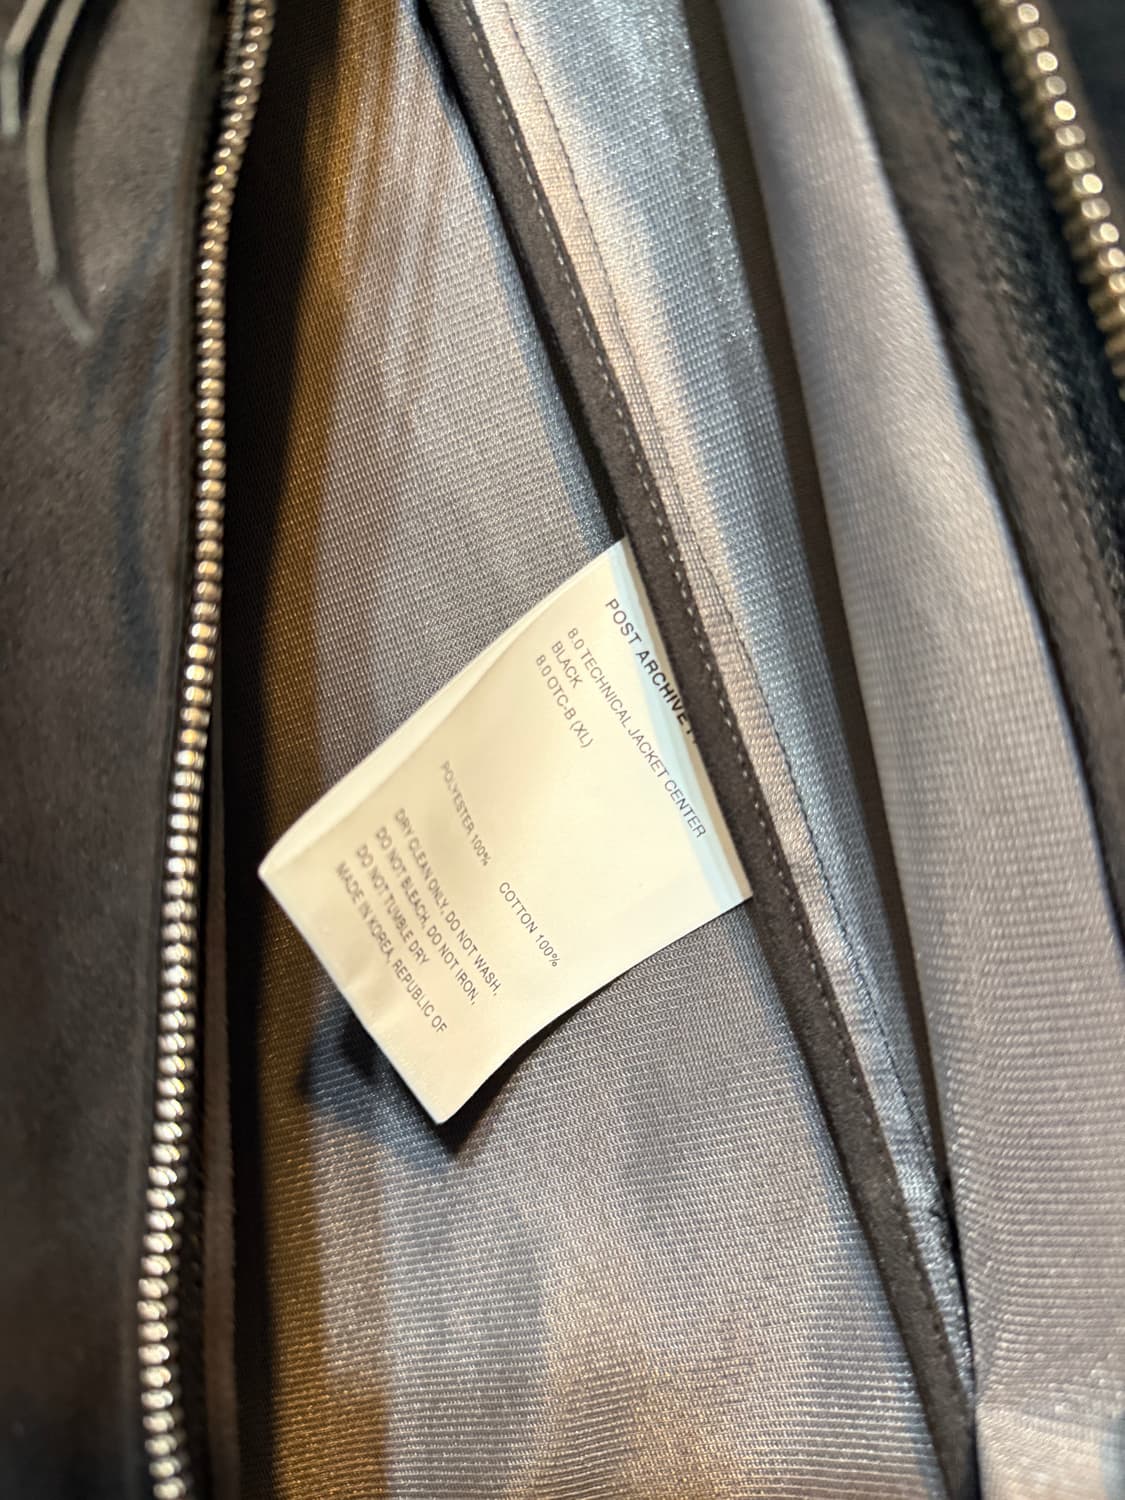 POST ARCHIVE
8.0 TECHNICAL JACKET CENTER
BLACK
8.0 OTC-B (XL)
POLYESTER 100% COTTON 100%
DRY CLEAN ONLY, DO NOT WASH,
DO NOT BLEACH, DO NOT IRON,
DO NOT TUMBLE DRY
MADE IN KOREA, REPUBLIC OF